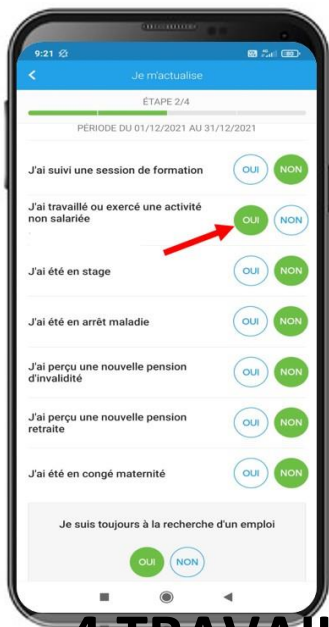 9:21
Je m'actualise
ÉTAPE 2/4
PÉRIODE DU 01/12/2021 AU 31/12/2021
J'ai suivi une session de formation OUI NON
J'ai travaillé ou exercé une activité
non salariée OUI NON
J'ai été en stage OUI NON
J'ai été en arrêt maladie OUI NON
J'ai perçu une nouvelle pension
d'invalidité OUI NON
J'ai perçu une nouvelle pension
retraite OUI NON
J'ai été en congé maternité OUI NON
Je suis toujours à la recherche d'un emploi
OUI NON